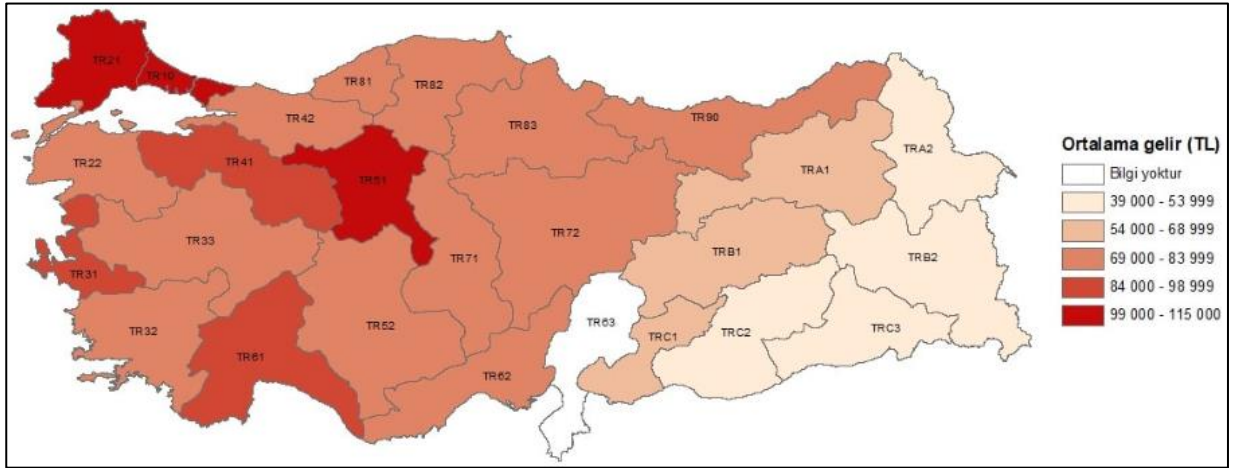 TR21
TR10
TR81
TR82
TR42
TR83
TR90
TR22
TR41
TRA2
TRA1
TR51
TR33
TR72
TRB1
TR71
TRB2
TR31
TR32
TR52
TR63
TRC1
TRC2
TRC3
TR61
TR62
Ortalama gelir (TL)
Bilgi yoktur
39 000 - 53 999
54 000 - 68 999
69 000 - 83 999
84 000 - 98 999
99 000 - 115 000